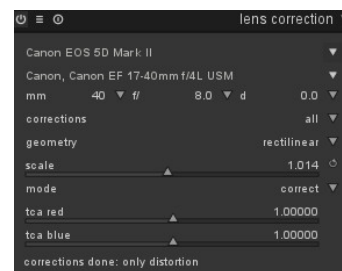 lens correction
Canon EOS 5D Mark II
Canon, Canon EF 17-40mm f/4L USM
mm 40 f/ 8.0 d 0.0
corrections all
geometry rectilinear
scale 1.014
mode correct
tca red 1.00000
tca blue 1.00000
corrections done: only distortion